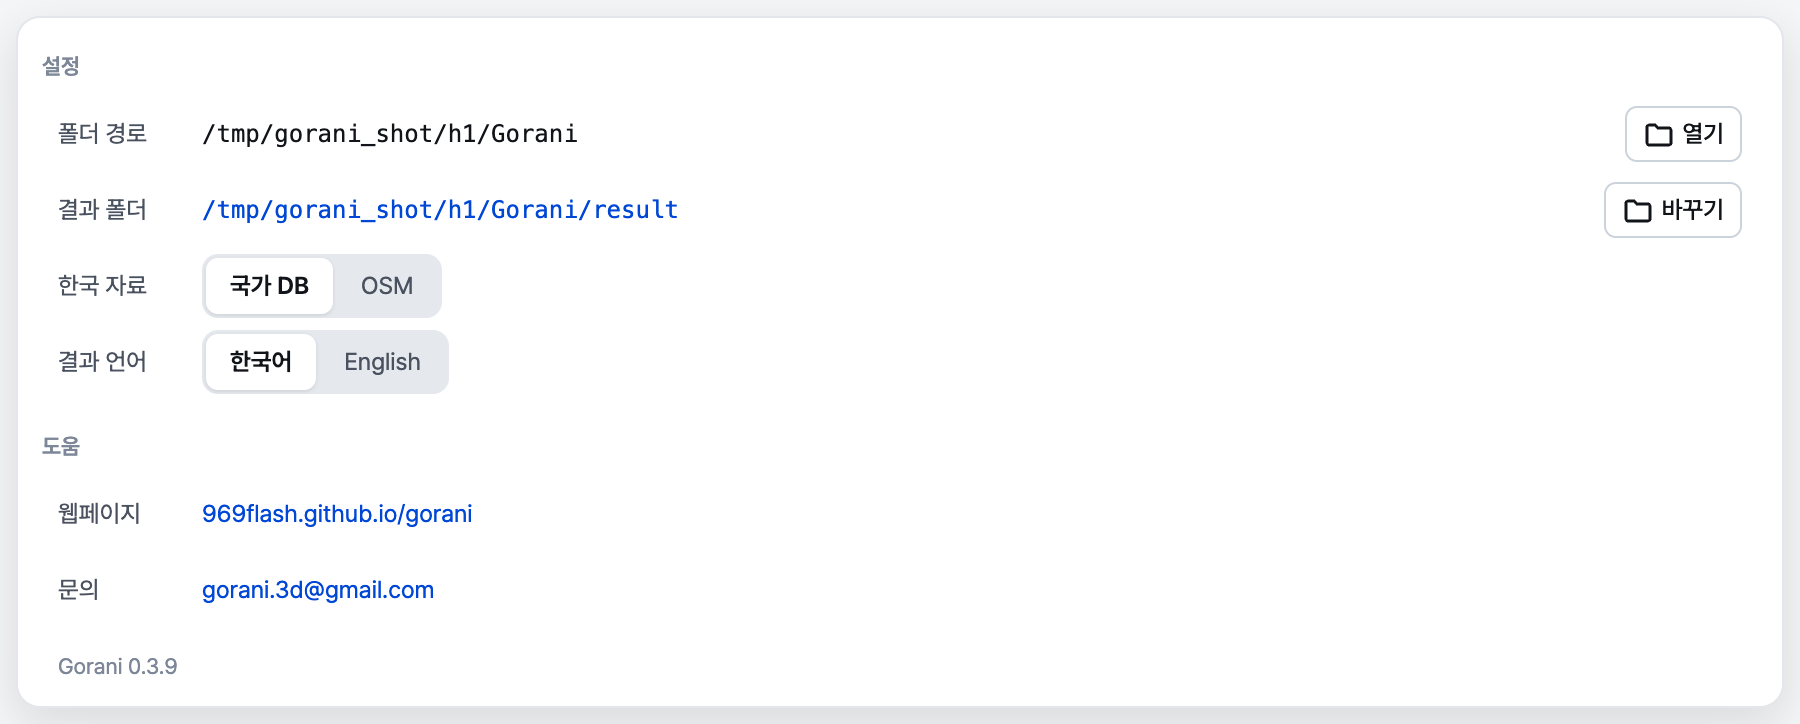 설정
폴더 경로 /tmp/gorani_shot/h1/Gorani 열기
결과 폴더 /tmp/gorani_shot/h1/Gorani/result 바꾸기
한국 자료 국가 DB OSM
결과 언어 한국어 English
도움
웹페이지 969flash.github.io/gorani
문의 gorani.3d@gmail.com
Gorani 0.3.9